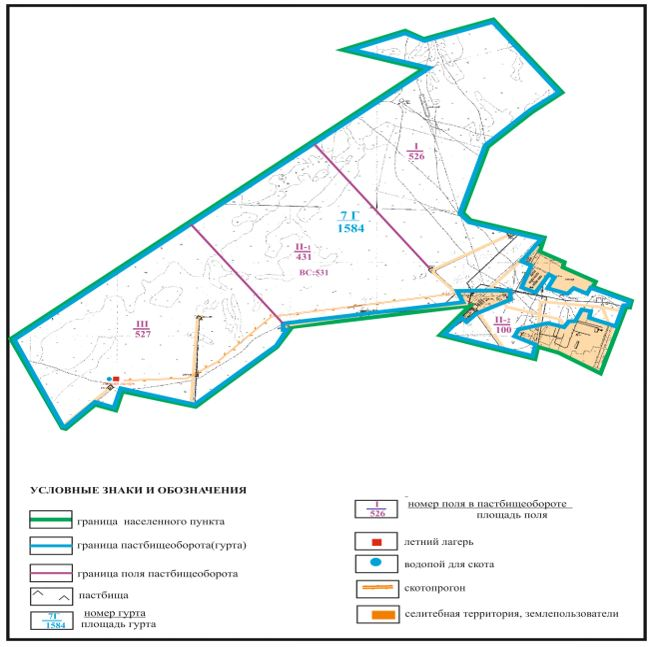 I
526
7 Г
1584
II-1
431
ВС:531
III
527
II-2
100
УСЛОВНЫЕ ЗНАКИ И ОБОЗНАЧЕНИЯ
граница населенного пункта
граница пастбищеоборота(гурта)
граница поля пастбищеоборота
пастбища
7Г
1584
номер гурта
площадь гурта
I
526
номер поля в пастбищеобороте
площадь поля
летний лагерь
водопой для скота
скотопрогон
селитебная территория, землепользователи